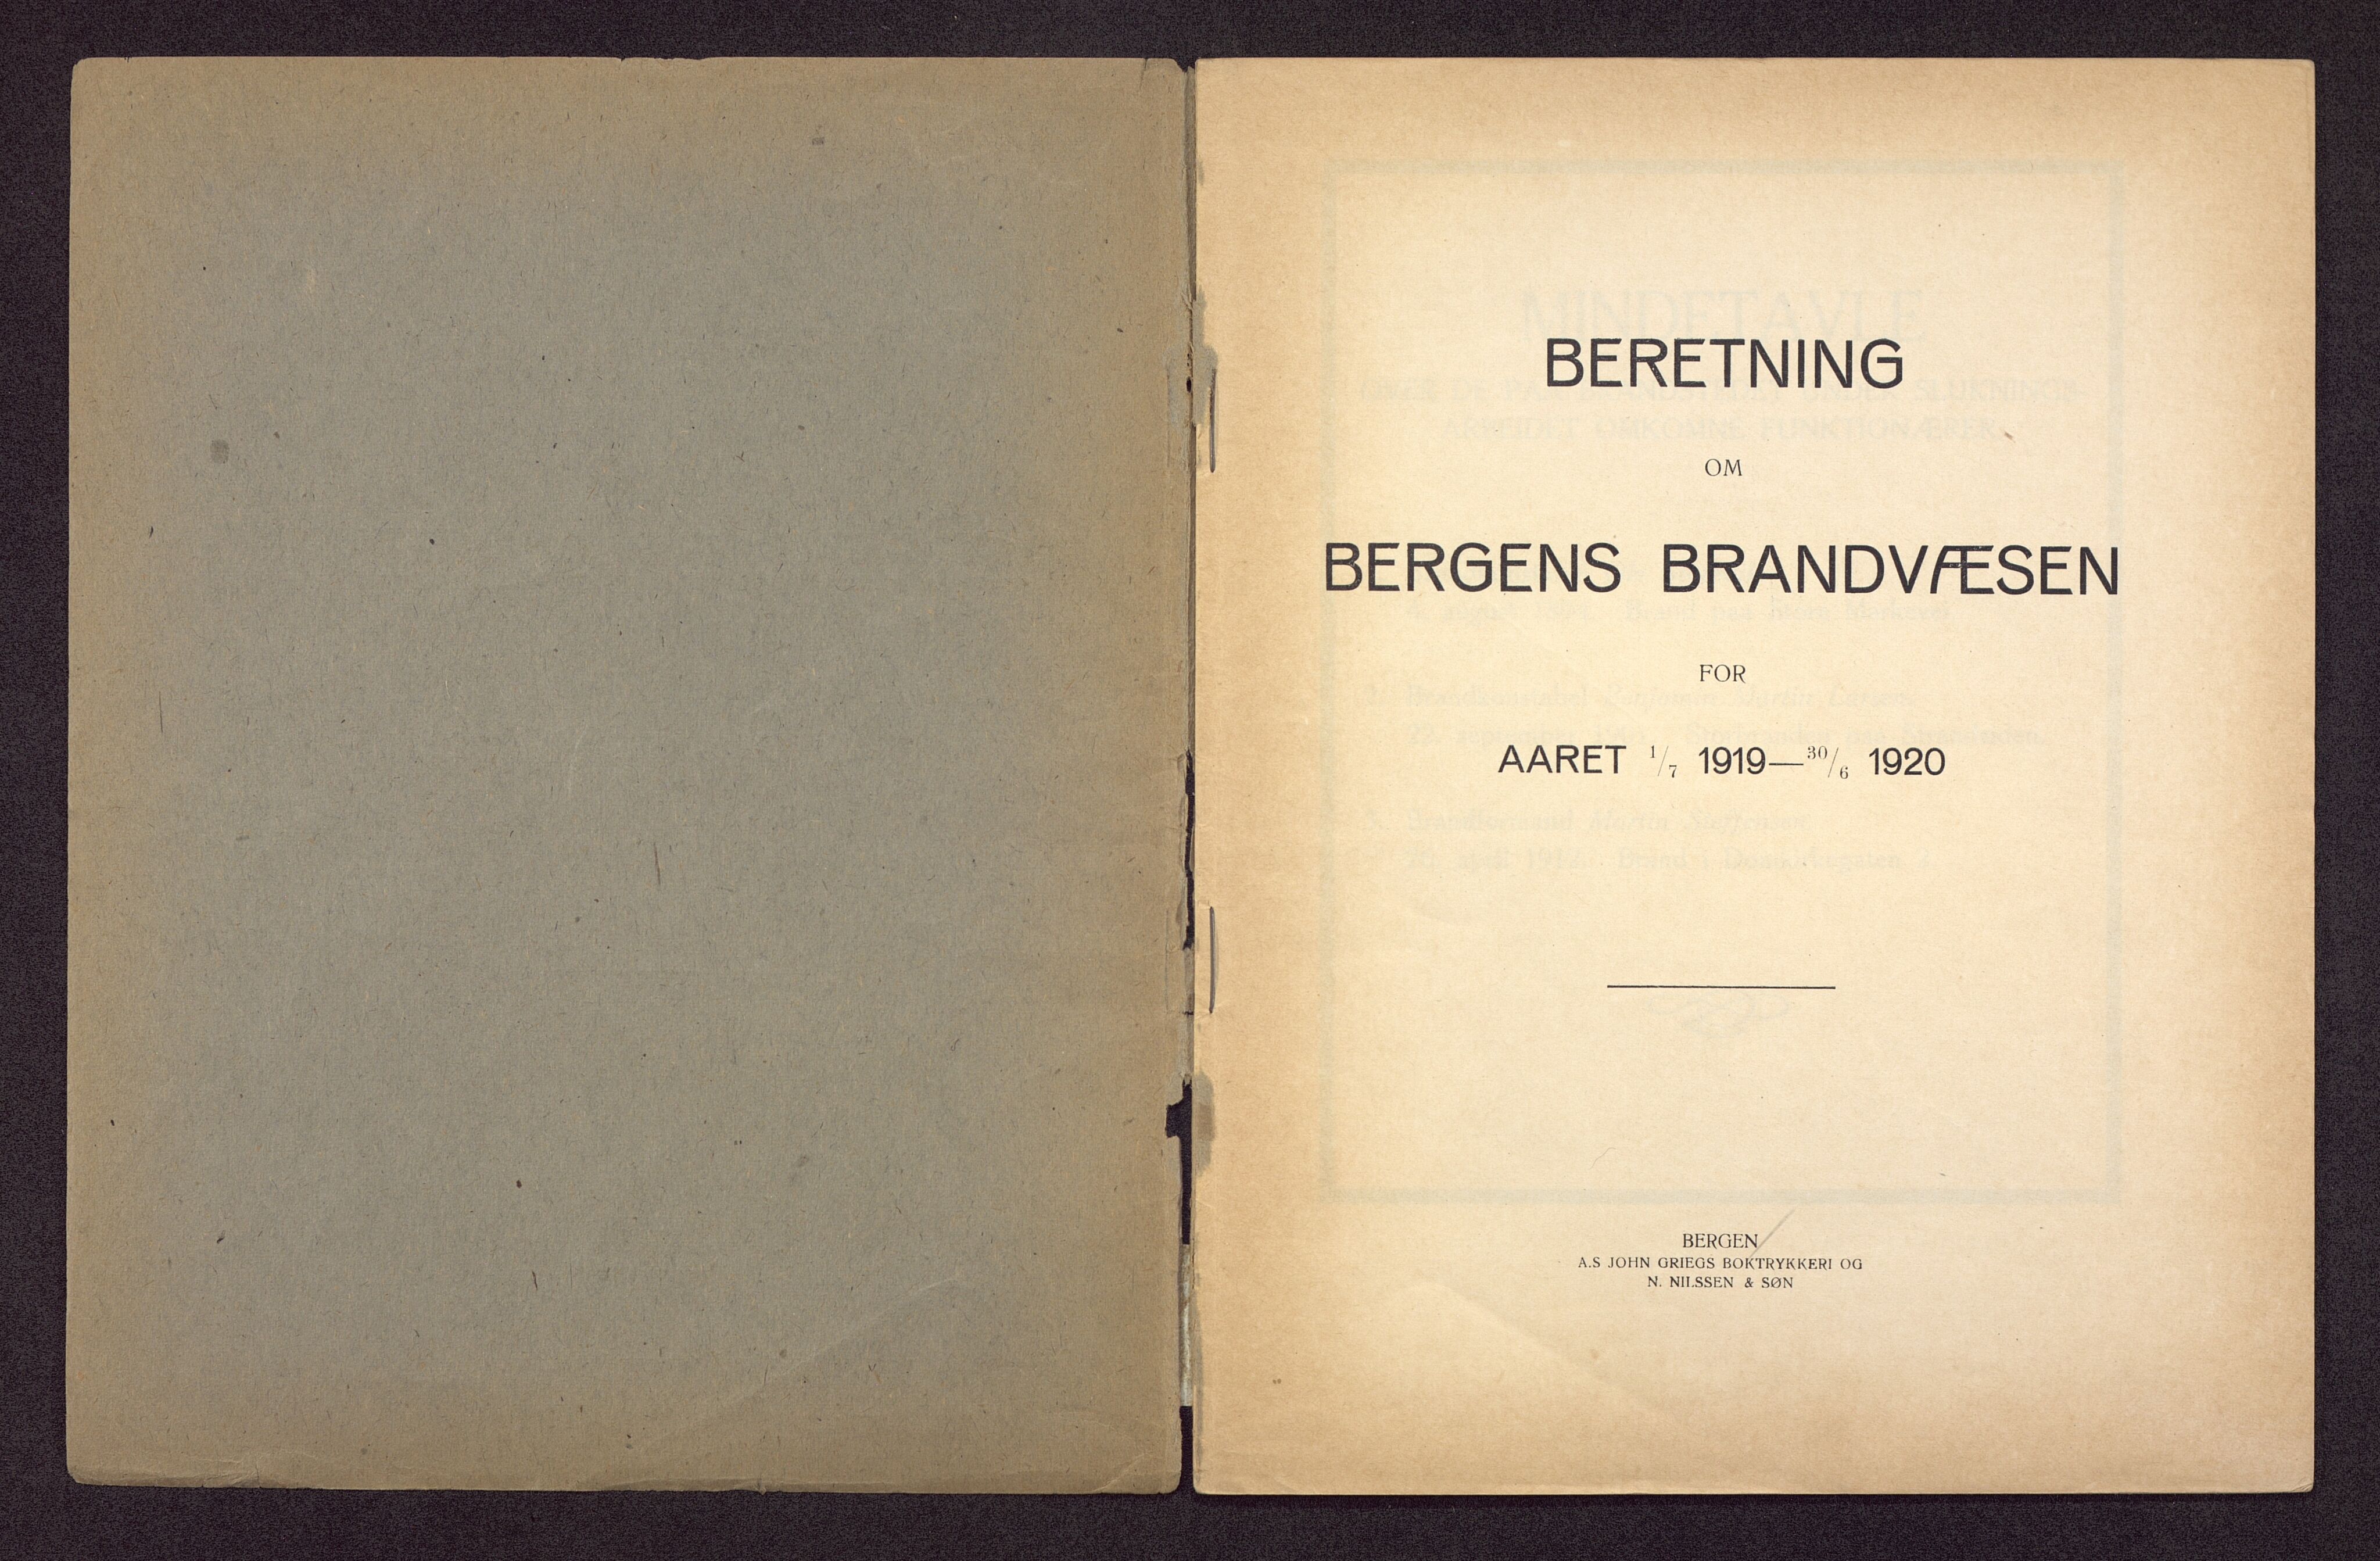 BERETNING
OM
BERGENS BRANDVÆSEN
FOR
AARET 1/7 1919—30/6 1920
BERGEN
A.S JOHN GRIEGS BOKTRYKKERI OG
N. NILSSEN & SØN